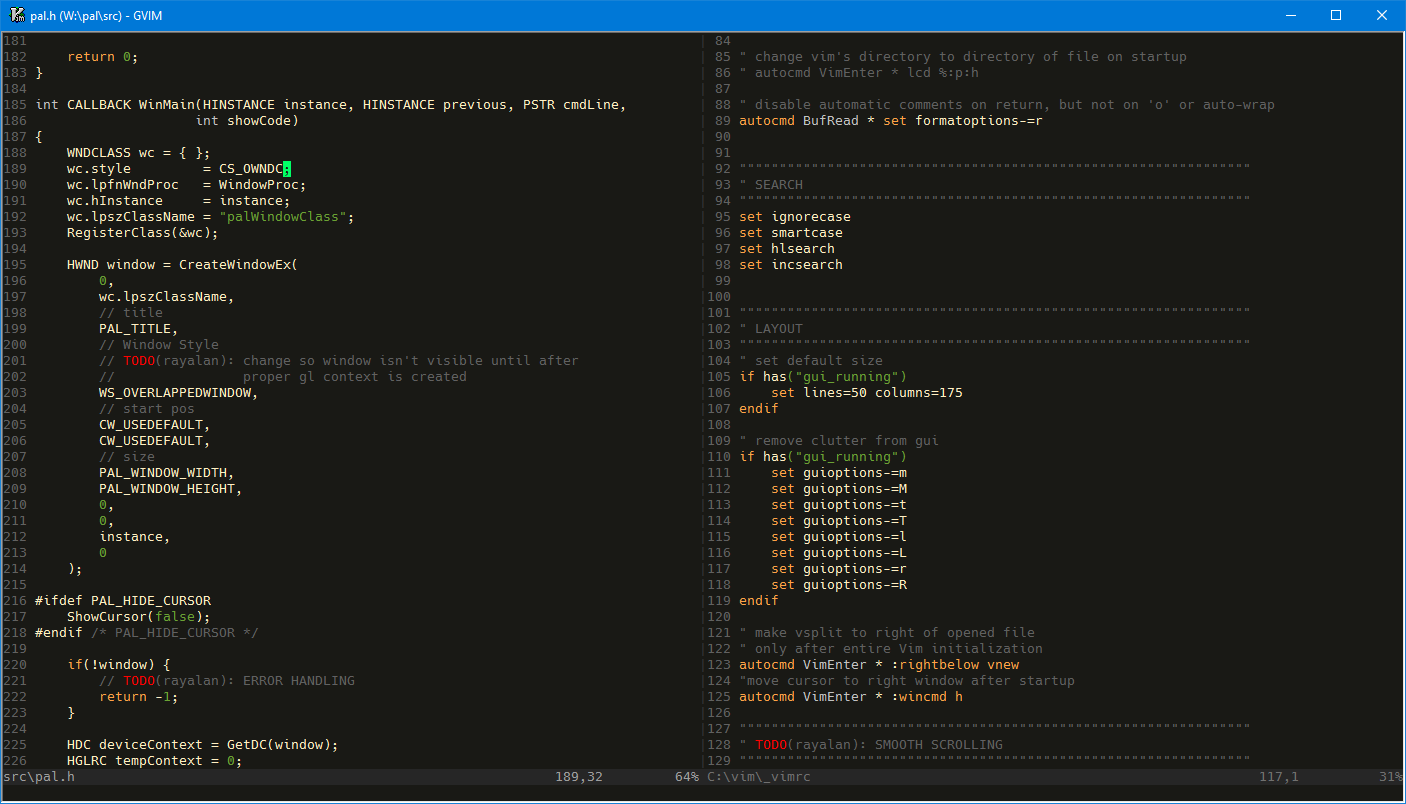 pal.h (W:\pal\src) - GVIM
181
182     return 0;
183 }
184
185 int CALLBACK WinMain(HINSTANCE instance, HINSTANCE previous, PSTR cmdLine,
186                     int showCode)
187 {
188     WNDCLASS wc = { };
189     wc.style         = CS_OWNDC;
190     wc.lpfnWndProc   = WindowProc;
191     wc.hInstance     = instance;
192     wc.lpszClassName = "palWindowClass";
193     RegisterClass(&wc);
194
195     HWND window = CreateWindowEx(
196         0,
197         wc.lpszClassName,
198         // title
199         PAL_TITLE,
200         // Window Style
201         // TODO(rayalan): change so window isn't visible until after
202         //                proper gl context is created
203         WS_OVERLAPPEDWINDOW,
204         // start pos
205         CW_USEDEFAULT,
206         CW_USEDEFAULT,
207         // size
208         PAL_WINDOW_WIDTH,
209         PAL_WINDOW_HEIGHT,
210         0,
211         0,
212         instance,
213         0
214     );
215
216 #ifdef PAL_HIDE_CURSOR
217     ShowCursor(false);
218 #endif /* PAL_HIDE_CURSOR */
219
220     if(!window) {
221         // TODO(rayalan): ERROR HANDLING
222         return -1;
223     }
224
225     HDC deviceContext = GetDC(window);
226     HGLRC tempContext = 0;
src\pal.h 189,32 64%
84
85 " change vim's directory to directory of file on startup
86 " autocmd VimEnter * lcd %:p:h
87
88 " disable automatic comments on return, but not on 'o' or auto-wrap
89 autocmd BufRead * set formatoptions-=r
90
91
92 """"""""""""""""""""""""""""""""""""""""""""""""""""""""""""""""
93 " SEARCH
94 """"""""""""""""""""""""""""""""""""""""""""""""""""""""""""""""
95 set ignorecase
96 set smartcase
97 set hlsearch
98 set incsearch
99
100
101 """"""""""""""""""""""""""""""""""""""""""""""""""""""""""""""""
102 " LAYOUT
103 """"""""""""""""""""""""""""""""""""""""""""""""""""""""""""""""
104 " set default size
105 if has("gui_running")
106     set lines=50 columns=175
107 endif
108
109 " remove clutter from gui
110 if has("gui_running")
111     set guioptions-=m
112     set guioptions-=M
113     set guioptions-=t
114     set guioptions-=T
115     set guioptions-=l
116     set guioptions-=L
117     set guioptions-=r
118     set guioptions-=R
119 endif
120
121 " make vsplit to right of opened file
122 " only after entire Vim initialization
123 autocmd VimEnter * :rightbelow vnew
124 "move cursor to right window after startup
125 autocmd VimEnter * :wincmd h
126
127 """"""""""""""""""""""""""""""""""""""""""""""""""""""""""""""""
128 " TODO(rayalan): SMOOTH SCROLLING
129 """"""""""""""""""""""""""""""""""""""""""""""""""""""""""""""""
C:\vim\_vimrc 117,1 31%